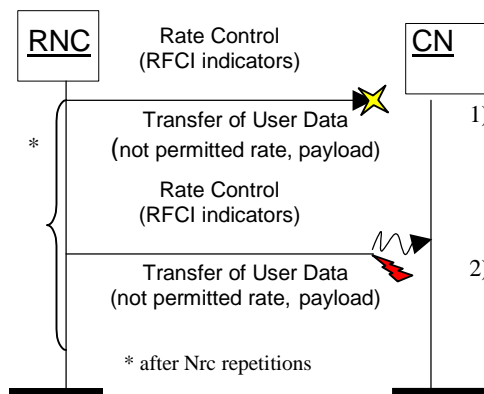 RNC
CN
Rate Control
(RFCI indicators)
1)
Transfer of User Data
(not permitted rate, payload)
*
Rate Control
(RFCI indicators)
2)
Transfer of User Data
(not permitted rate, payload)
* after Nrc repetitions